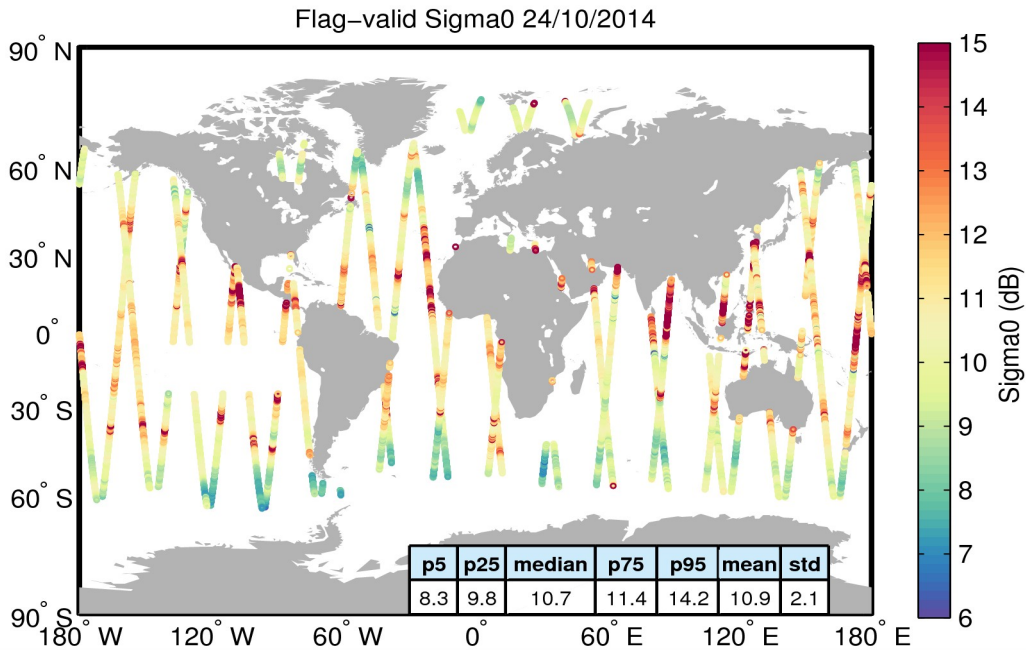 Flag−valid Sigma0 24/10/2014
90° N
60° N
30° N
0°
30° S
60° S
90° S
180° W
120° W
60° W
0°
60° E
120° E
180° E
p5 p25 median p75 p95 mean std
8.3 9.8 10.7 11.4 14.2 10.9 2.1
15
14
13
12
11
10
9
8
7
6
Sigma0 (dB)